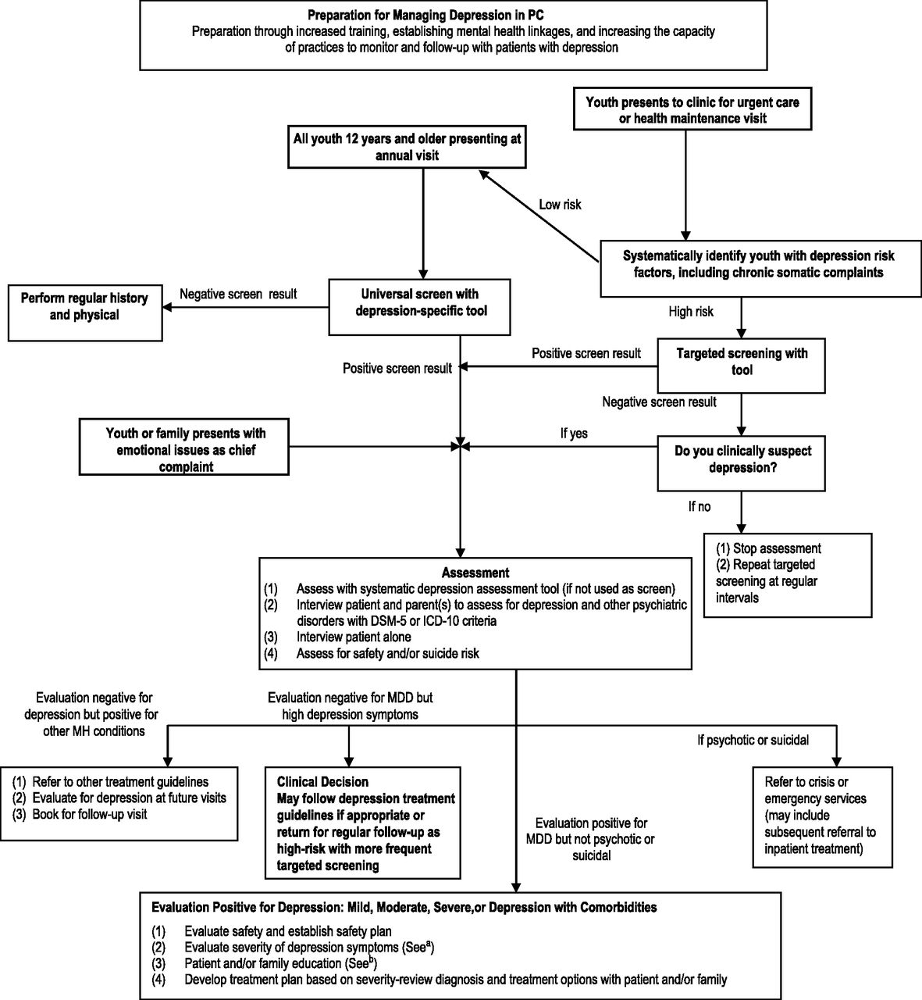 Preparation for Managing Depression in PC
Preparation through increased training, establishing mental health linkages, and increasing the capacity
of practices to monitor and follow-up with patients with depression
Youth presents to clinic for urgent care
or health maintenance visit
All youth 12 years and older presenting at
annual visit
Low risk
Systematically identify youth with depression risk
factors, including chronic somatic complaints
Perform regular history
and physical
Negative screen result
Universal screen with
depression-specific tool
High risk
Positive screen result
Positive screen result
Targeted screening with
tool
Negative screen result
Youth or family presents with
emotional issues as chief
complaint
If yes
Do you clinically suspect
depression?
If no
(1) Stop assessment
(2) Repeat targeted
screening at regular
intervals
Assessment
(1) Assess with systematic depression assessment tool (if not used as screen)
(2) Interview patient and parent(s) to assess for depression and other psychiatric
disorders with DSM-5 or ICD-10 criteria
(3) Interview patient alone
(4) Assess for safety and/or suicide risk
Evaluation negative for
depression but positive for
other MH conditions
Evaluation negative for MDD but
high depression symptoms
If psychotic or suicidal
(1) Refer to other treatment guidelines
(2) Evaluate for depression at future visits
(3) Book for follow-up visit
Clinical Decision
May follow depression treatment
guidelines if appropriate or
return for regular follow-up as
high-risk with more frequent
targeted screening
Evaluation positive for
MDD but not psychotic or
suicidal
Refer to crisis or
emergency services
(may include
subsequent referral to
inpatient treatment)
Evaluation Positive for Depression: Mild, Moderate, Severe,or Depression with Comorbidities
(1) Evaluate safety and establish safety plan
(2) Evaluate severity of depression symptoms (Seeᵃ)
(3) Patient and/or family education (Seeᵇ)
(4) Develop treatment plan based on severity-review diagnosis and treatment options with patient and/or family